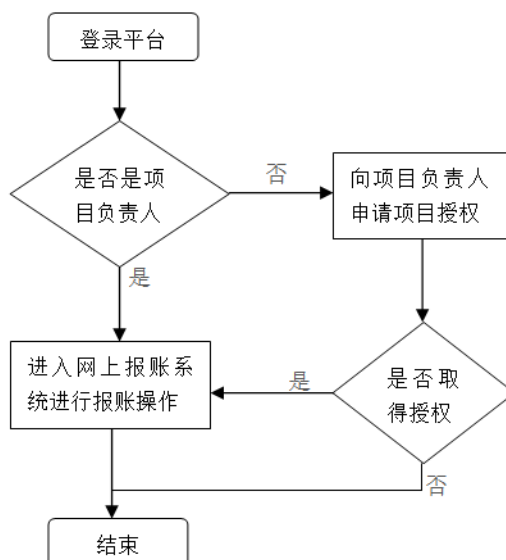 登录平台
是否是项
目负责人
否
向项目负责人
申请项目授权
是
进入网上报账系
统进行报账操作
是
是否取
得授权
否
结束